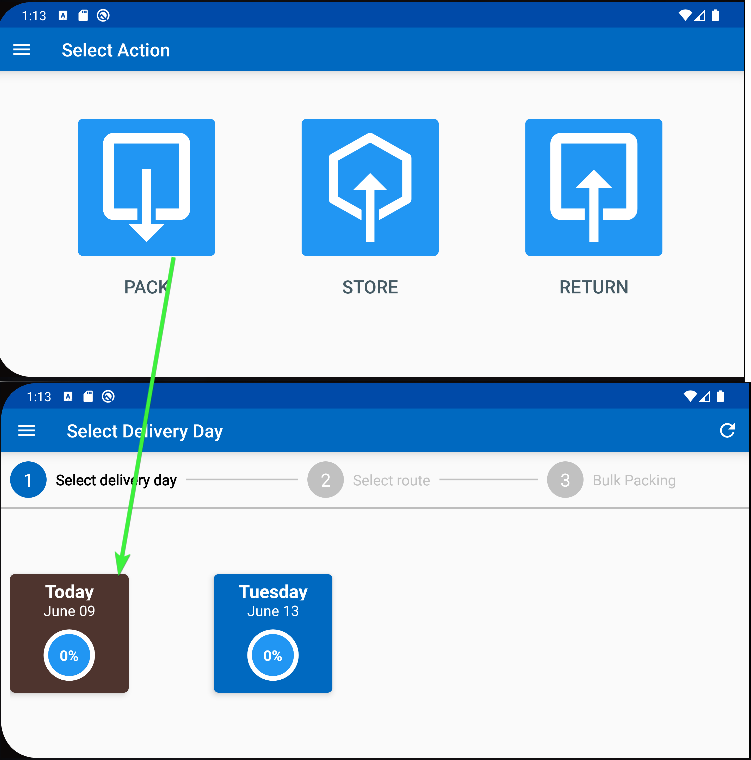 1:13
Select Action
PACK
STORE
RETURN
1:13
Select Delivery Day
1 Select delivery day 2 Select route 3 Bulk Packing
Today
June 09
0%
Tuesday
June 13
0%